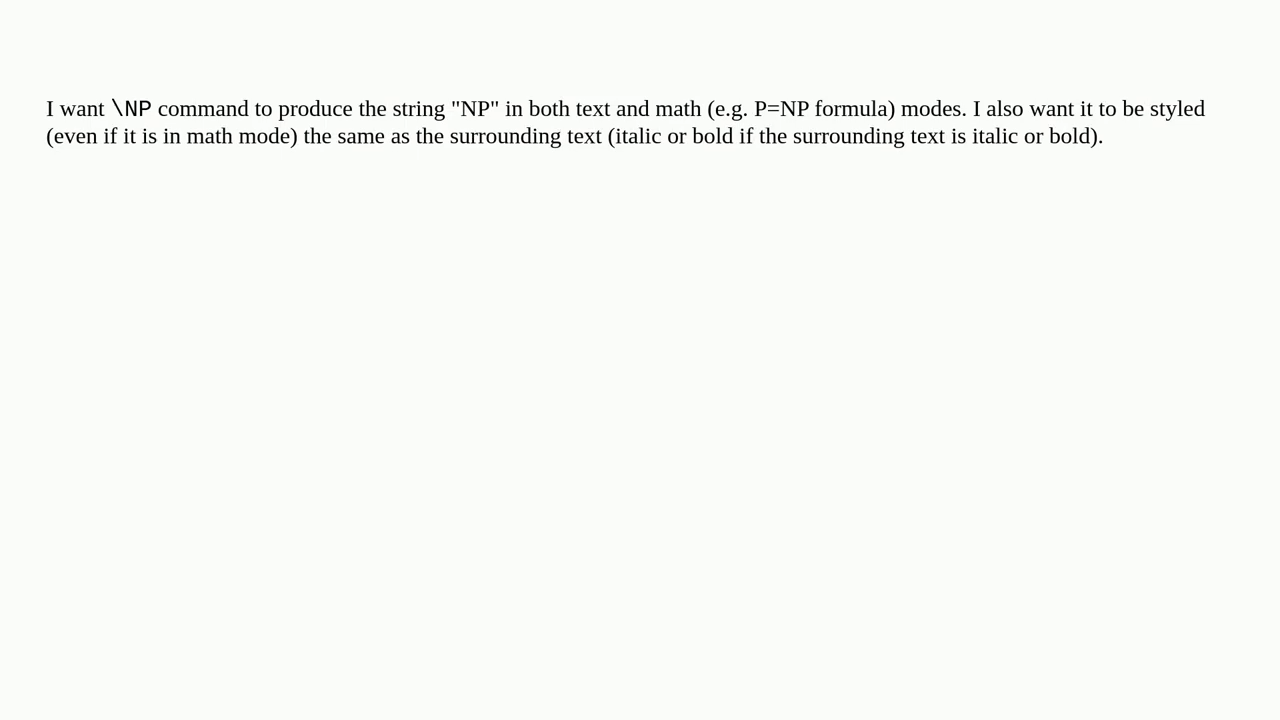 I want \NP command to produce the string "NP" in both text and math (e.g. P=NP formula) modes. I also want it to be styled
(even if it is in math mode) the same as the surrounding text (italic or bold if the surrounding text is italic or bold).